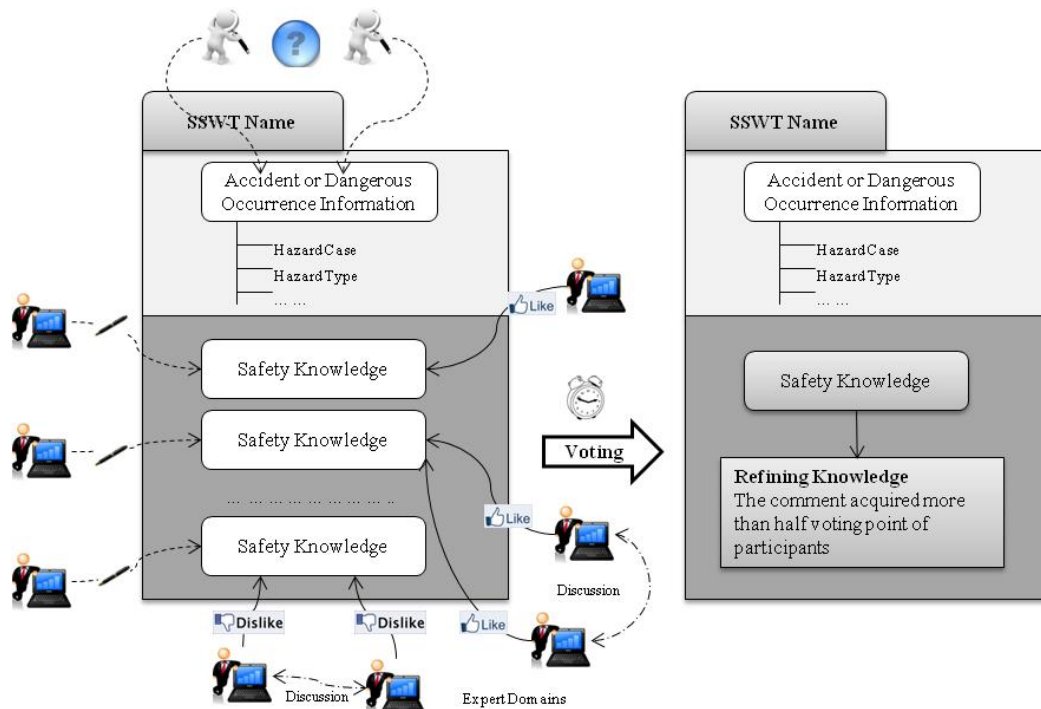 ?
SSWT Name
Accident or Dangerous
Occurrence Information
HazardCase
HazardType
... ...
Like
Safety Knowledge
Safety Knowledge
... ... ... ... ... ... ... ..
Safety Knowledge
Like
Discussion
Like
Dislike
Dislike
Discussion
Expert Domains
Voting
SSWT Name
Accident or Dangerous
Occurrence Information
HazardCase
HazardType
... ...
Safety Knowledge
Refining Knowledge
The comment acquired more
than half voting point of
participants